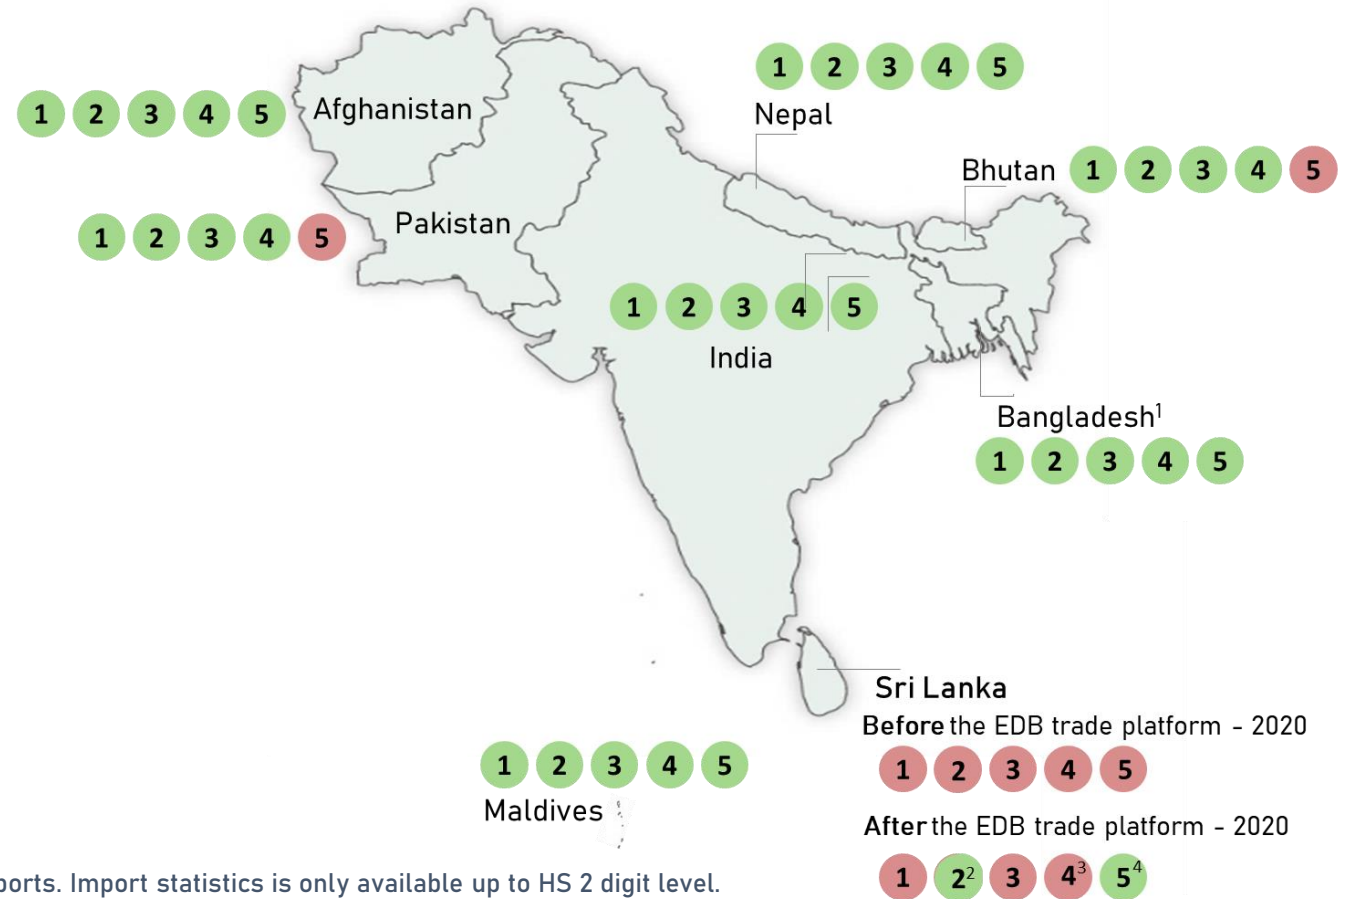 1 2 3 4 5
Nepal
1 2 3 4 5
Afghanistan
Bhutan 1 2 3 4 5
Pakistan
1 2 3 4 5
1 2 3 4 5
India
Bangladesh¹
1 2 3 4 5
Sri Lanka
Before the EDB trade platform - 2020
1 2 3 4 5
1 2 3 4 5
Maldives
After the EDB trade platform - 2020
1 2² 3 4³ 5⁴
ports. Import statistics is only available up to HS 2 digit level.